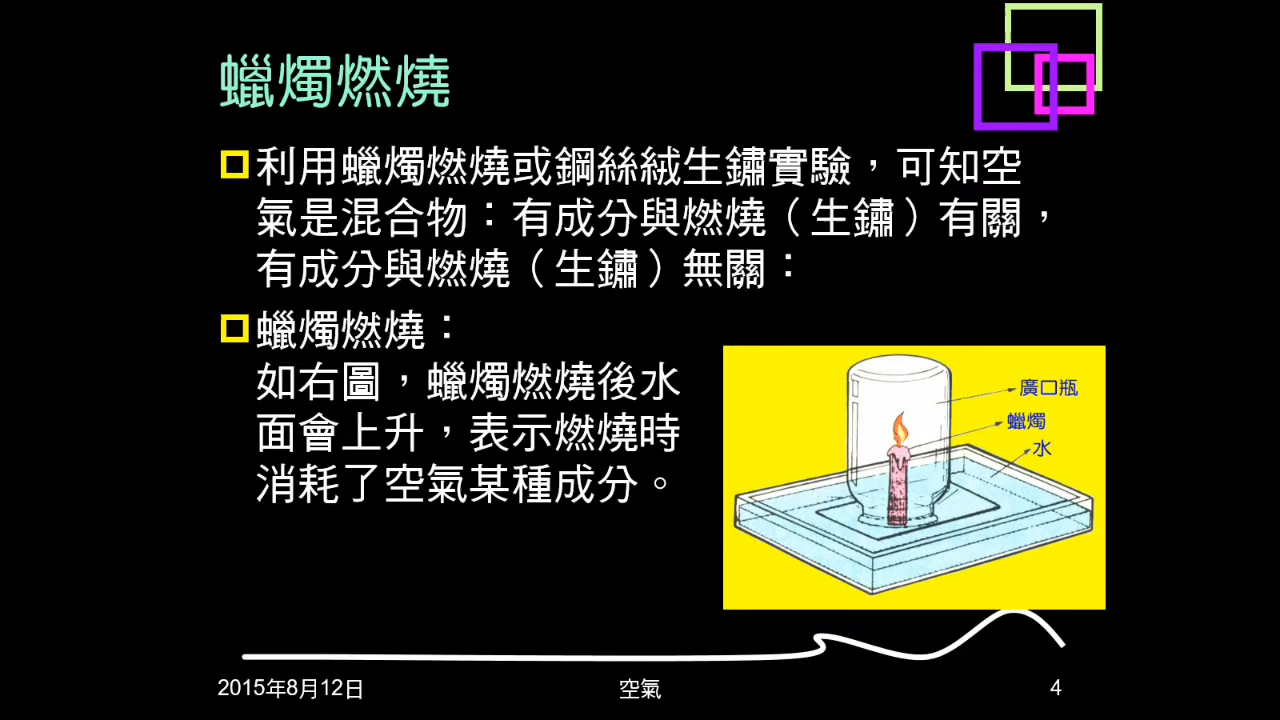 蠟燭燃燒
利用蠟燭燃燒或鋼絲絨生鏽實驗，可知空
氣是混合物：有成分與燃燒（生鏽）有關，
有成分與燃燒（生鏽）無關：
蠟燭燃燒：
如右圖，蠟燭燃燒後水
面會上升，表示燃燒時
消耗了空氣某種成分。
廣口瓶
蠟燭
水
2015年8月12日
空氣
4